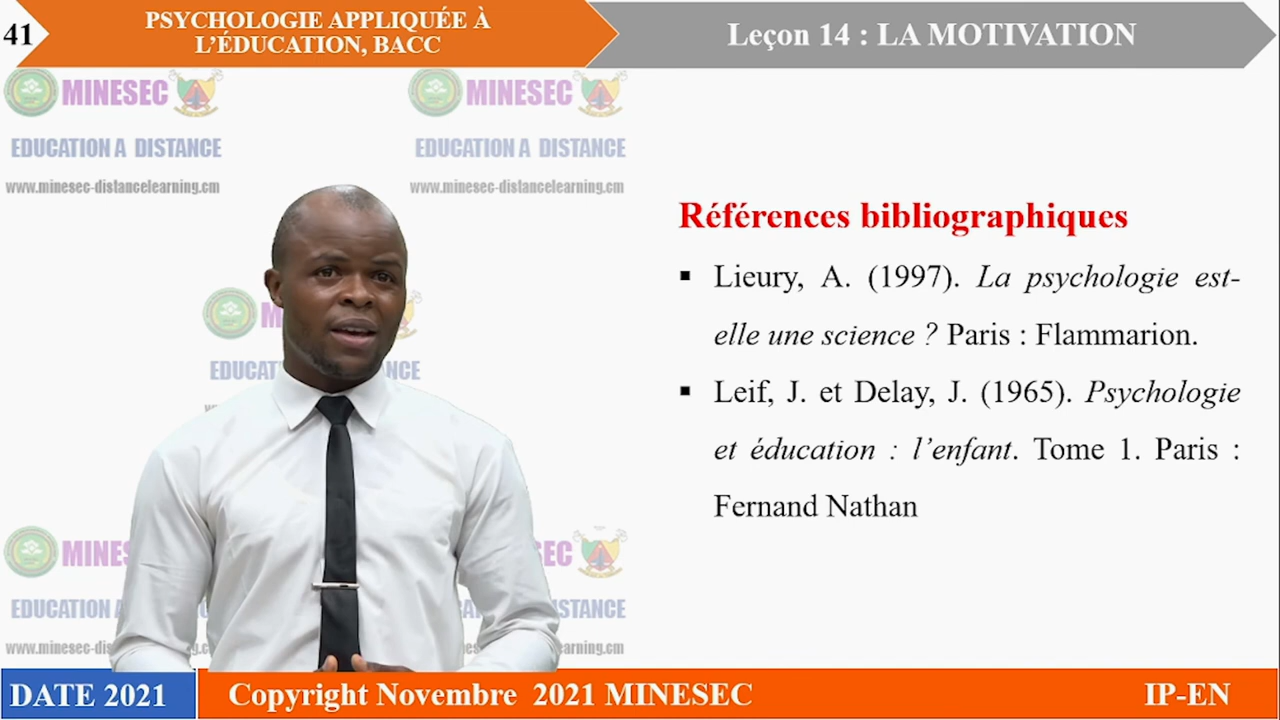 41
PSYCHOLOGIE APPLIQUÉE À
L’ÉDUCATION, BACC
Leçon 14 : LA MOTIVATION
MINESEC
MINESEC
EDUCATION A DISTANCE
EDUCATION A DISTANCE
www.minesec-distancelearning.cm
www.minesec-distancelearning.cm
Références bibliographiques
▪ Lieury, A. (1997). La psychologie est-
elle une science ? Paris : Flammarion.
▪ Leif, J. et Delay, J. (1965). Psychologie
et éducation : l’enfant. Tome 1. Paris :
Fernand Nathan
DATE 2021
Copyright Novembre 2021 MINESEC
IP-EN